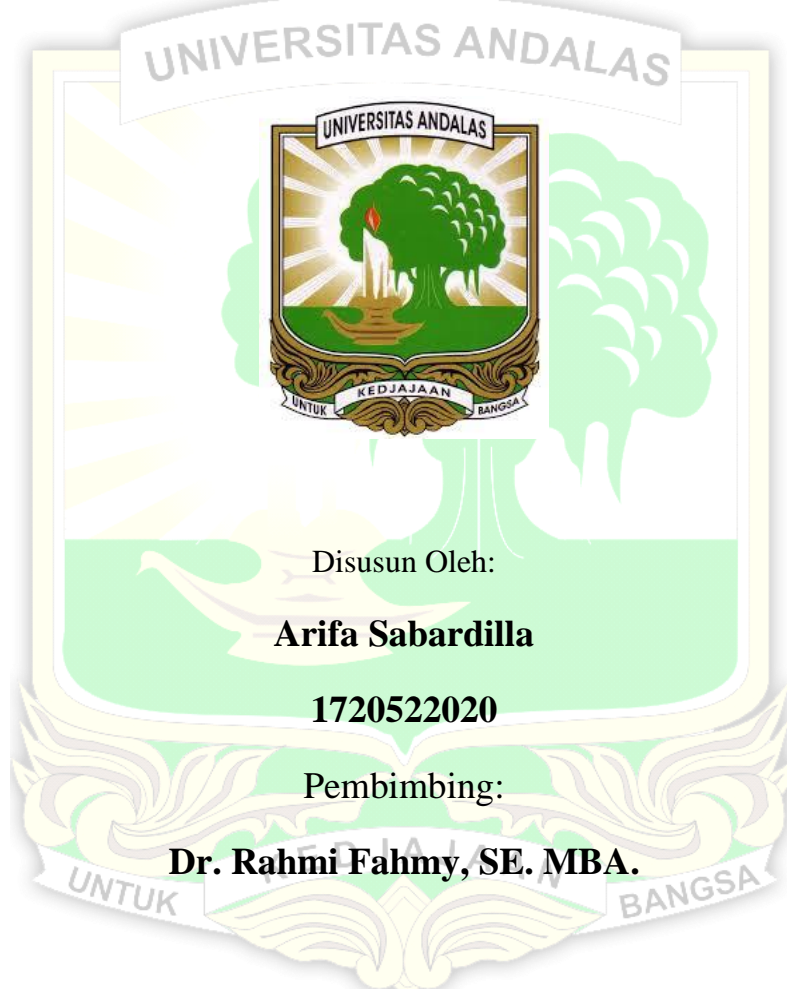 UNIVERSITAS ANDALAS
UNIVERSITAS ANDALAS
UNTUK KEDJAJAAN BANGSA
Disusun Oleh:
Arifa Sabardilla
1720522020
Pembimbing:
Dr. Rahmi Fahmy, SE. MBA.
UNTUK KEDJAJAAN BANGSA